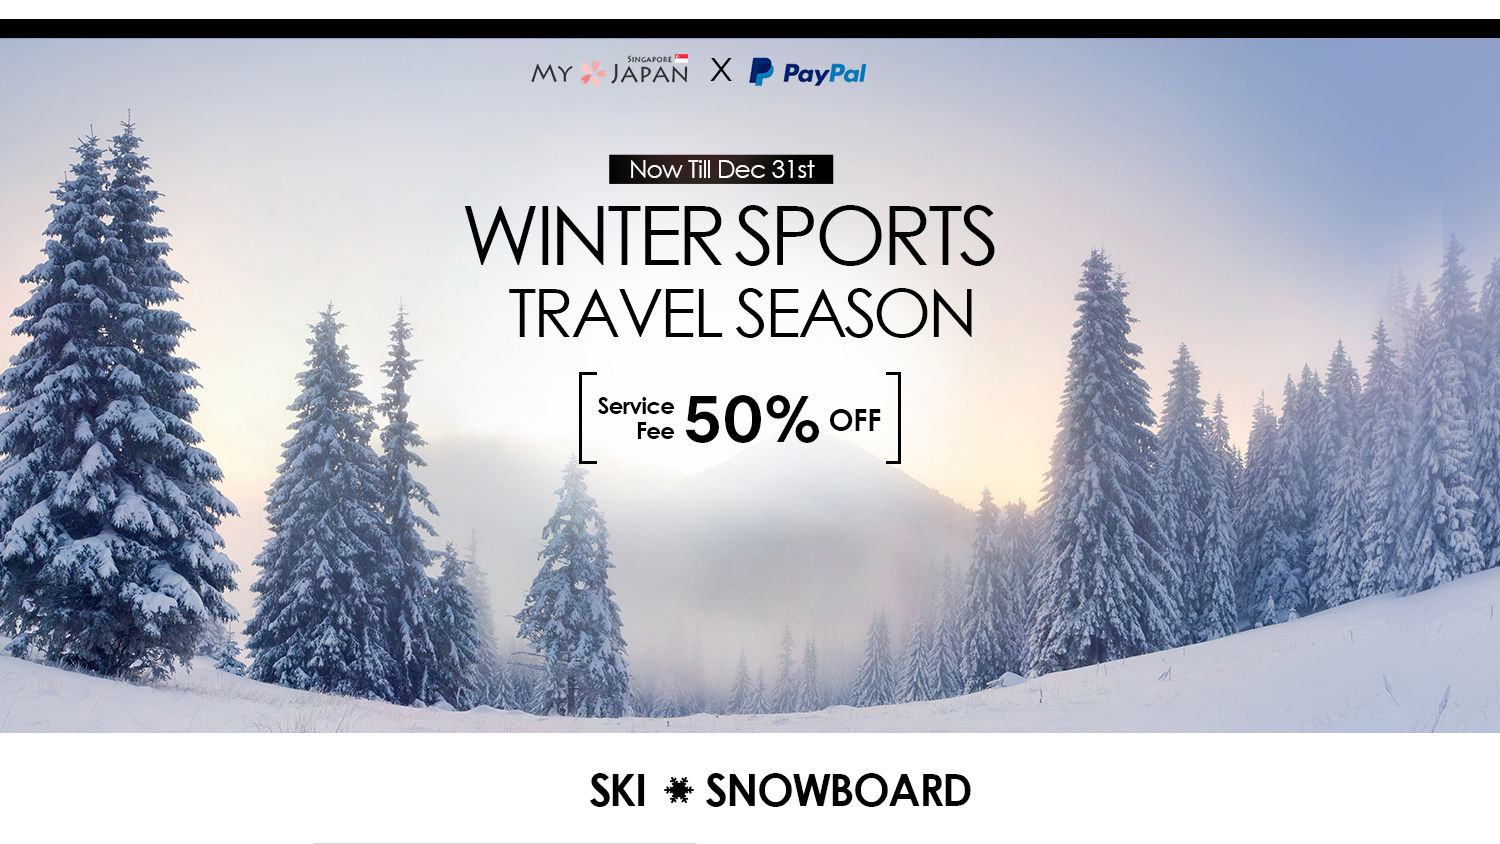 MY JAPAN SINGAPORE X PayPal
Now Till Dec 31st
WINTER SPORTS
TRAVEL SEASON
Service
Fee
50% OFF
SKI SNOWBOARD